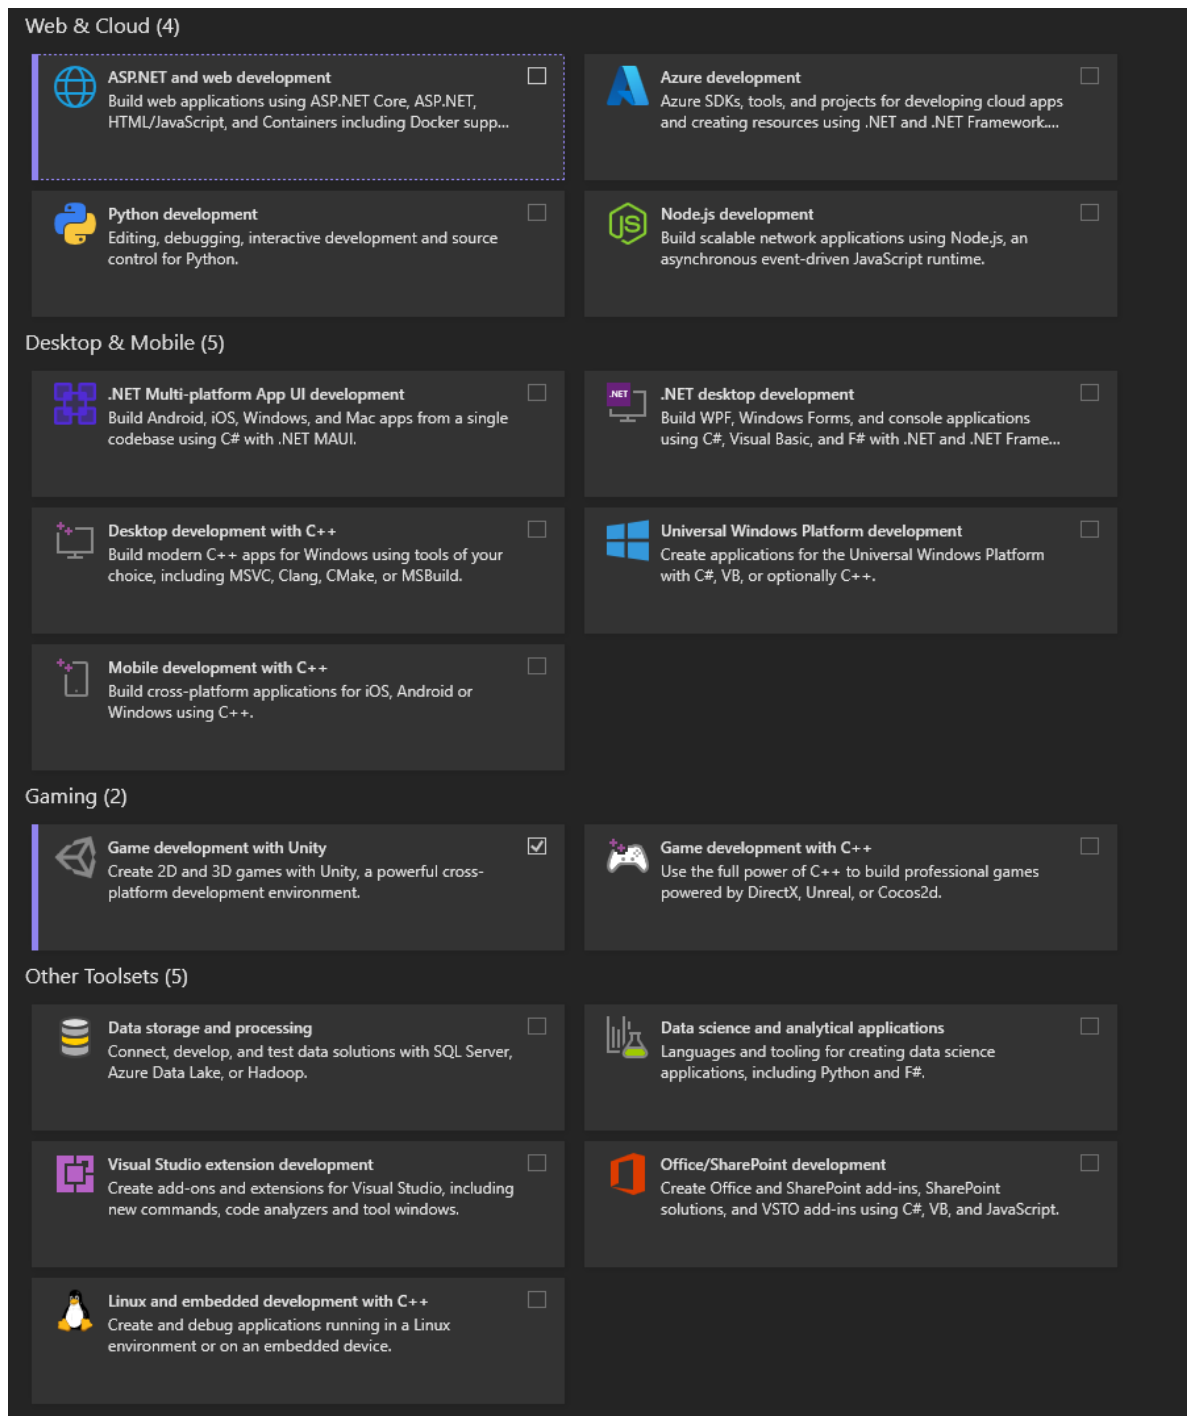 Web & Cloud (4)
ASP.NET and web development
Build web applications using ASP.NET Core, ASP.NET,
HTML/JavaScript, and Containers including Docker supp...
Azure development
Azure SDKs, tools, and projects for developing cloud apps
and creating resources using .NET and .NET Framework....
Python development
Editing, debugging, interactive development and source
control for Python.
JS
Node.js development
Build scalable network applications using Node.js, an
asynchronous event-driven JavaScript runtime.
Desktop & Mobile (5)
.NET Multi-platform App UI development
Build Android, iOS, Windows, and Mac apps from a single
codebase using C# with .NET MAUI.
.NET
.NET desktop development
Build WPF, Windows Forms, and console applications
using C#, Visual Basic, and F# with .NET and .NET Frame...
Desktop development with C++
Build modern C++ apps for Windows using tools of your
choice, including MSVC, Clang, CMake, or MSBuild.
Universal Windows Platform development
Create applications for the Universal Windows Platform
with C#, VB, or optionally C++.
Mobile development with C++
Build cross-platform applications for iOS, Android or
Windows using C++.
Gaming (2)
Game development with Unity
Create 2D and 3D games with Unity, a powerful cross-
platform development environment.
Game development with C++
Use the full power of C++ to build professional games
powered by DirectX, Unreal, or Cocos2d.
Other Toolsets (5)
Data storage and processing
Connect, develop, and test data solutions with SQL Server,
Azure Data Lake, or Hadoop.
Data science and analytical applications
Languages and tooling for creating data science
applications, including Python and F#.
Visual Studio extension development
Create add-ons and extensions for Visual Studio, including
new commands, code analyzers and tool windows.
Office/SharePoint development
Create Office and SharePoint add-ins, SharePoint
solutions, and VSTO add-ins using C#, VB, and JavaScript.
Linux and embedded development with C++
Create and debug applications running in a Linux
environment or on an embedded device.